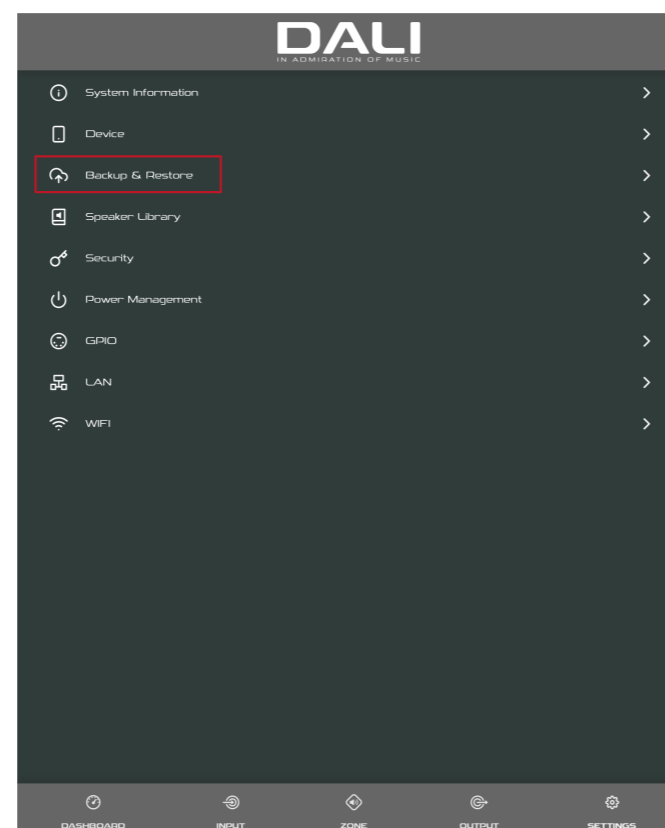 DALI
IN ADMIRATION OF MUSIC
System Information
Device
Backup & Restore
Speaker Library
Security
Power Management
GPIO
LAN
WIFI
DASHBOARD INPUT ZONE OUTPUT SETTINGS